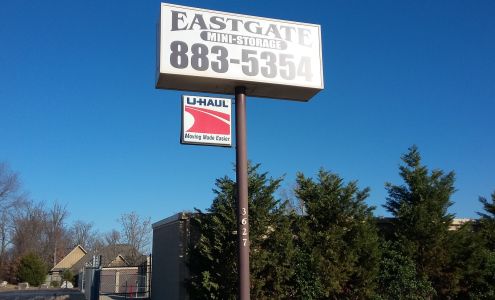 EASTGATE
MINI-STORAGE
883-5354
U-HAUL
Moving Made Easier
3627